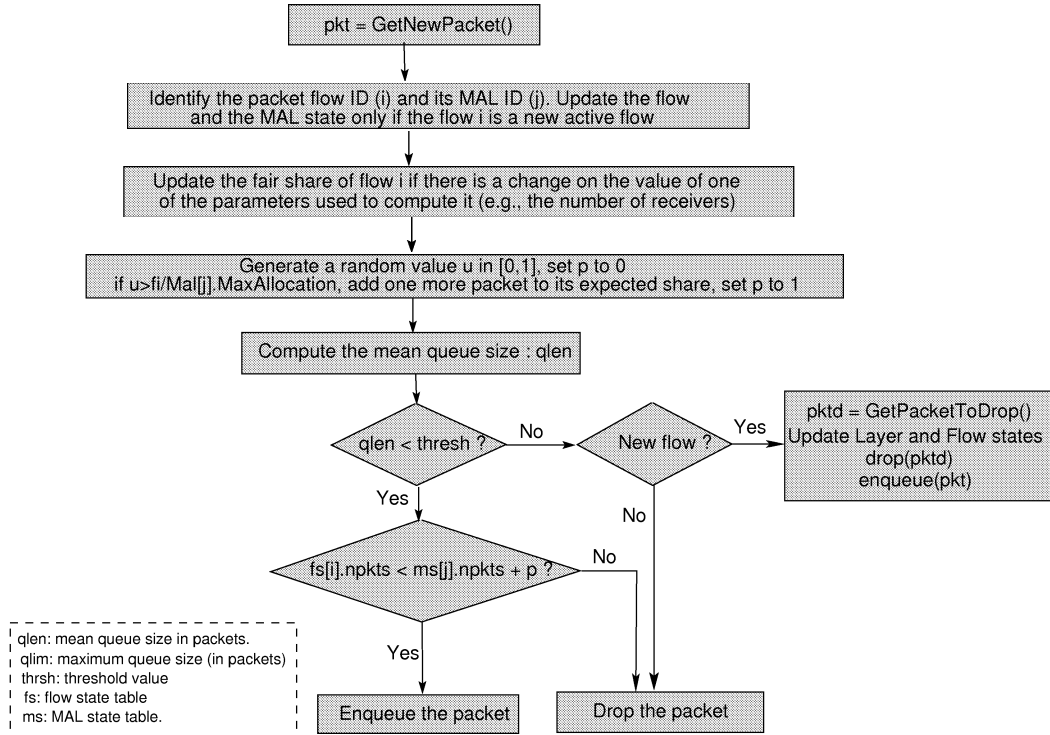 pkt = GetNewPacket()
Identify the packet flow ID (i) and its MAL ID (j). Update the flow
and the MAL state only if the flow i is a new active flow
Update the fair share of flow i if there is a change on the value of one
of the parameters used to compute it (e.g., the number of receivers)
Generate a random value u in [0,1], set p to 0
if u>fi/Mal[j].MaxAllocation, add one more packet to its expected share, set p to 1
Compute the mean queue size : qlen
qlen < thresh ?
No
New flow ?
Yes
pktd = GetPacketToDrop()
Update Layer and Flow states
drop(pktd)
enqueue(pkt)
Yes
No
fs[i].npkts < ms[j].npkts + p ?
No
Yes
Enqueue the packet
Drop the packet
qlen: mean queue size in packets.
qlim: maximum queue size (in packets)
thrsh: threshold value
fs: flow state table
ms: MAL state table.